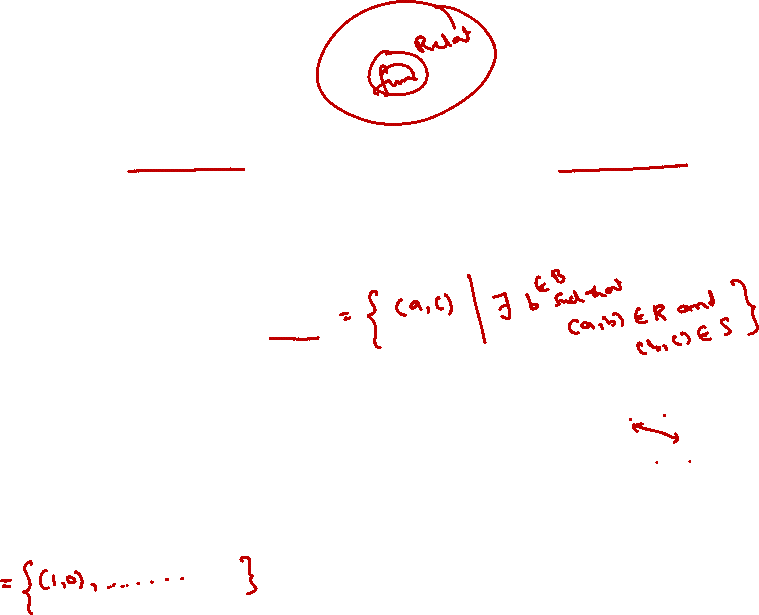 Relat
fun
= { (a,c) | ∃ b ∈B such that
(a,b) ∈ R and
(b,c) ∈ S }
= { (1,0), ........ }